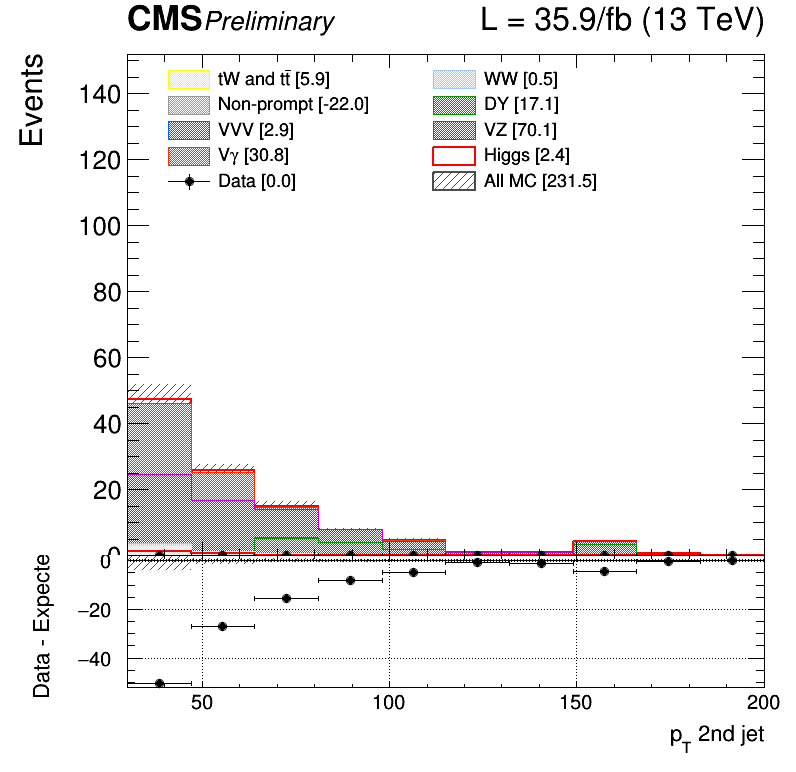 CMS Preliminary L = 35.9/fb (13 TeV)
Events
140
120
100
80
60
40
20
0
tW and tt̄ [5.9]
Non-prompt [-22.0]
VVV [2.9]
Vγ [30.8]
Data [0.0]
WW [0.5]
DY [17.1]
VZ [70.1]
Higgs [2.4]
All MC [231.5]
Data - Expecte
0
−20
−40
50 100 150 200
p_T 2nd jet